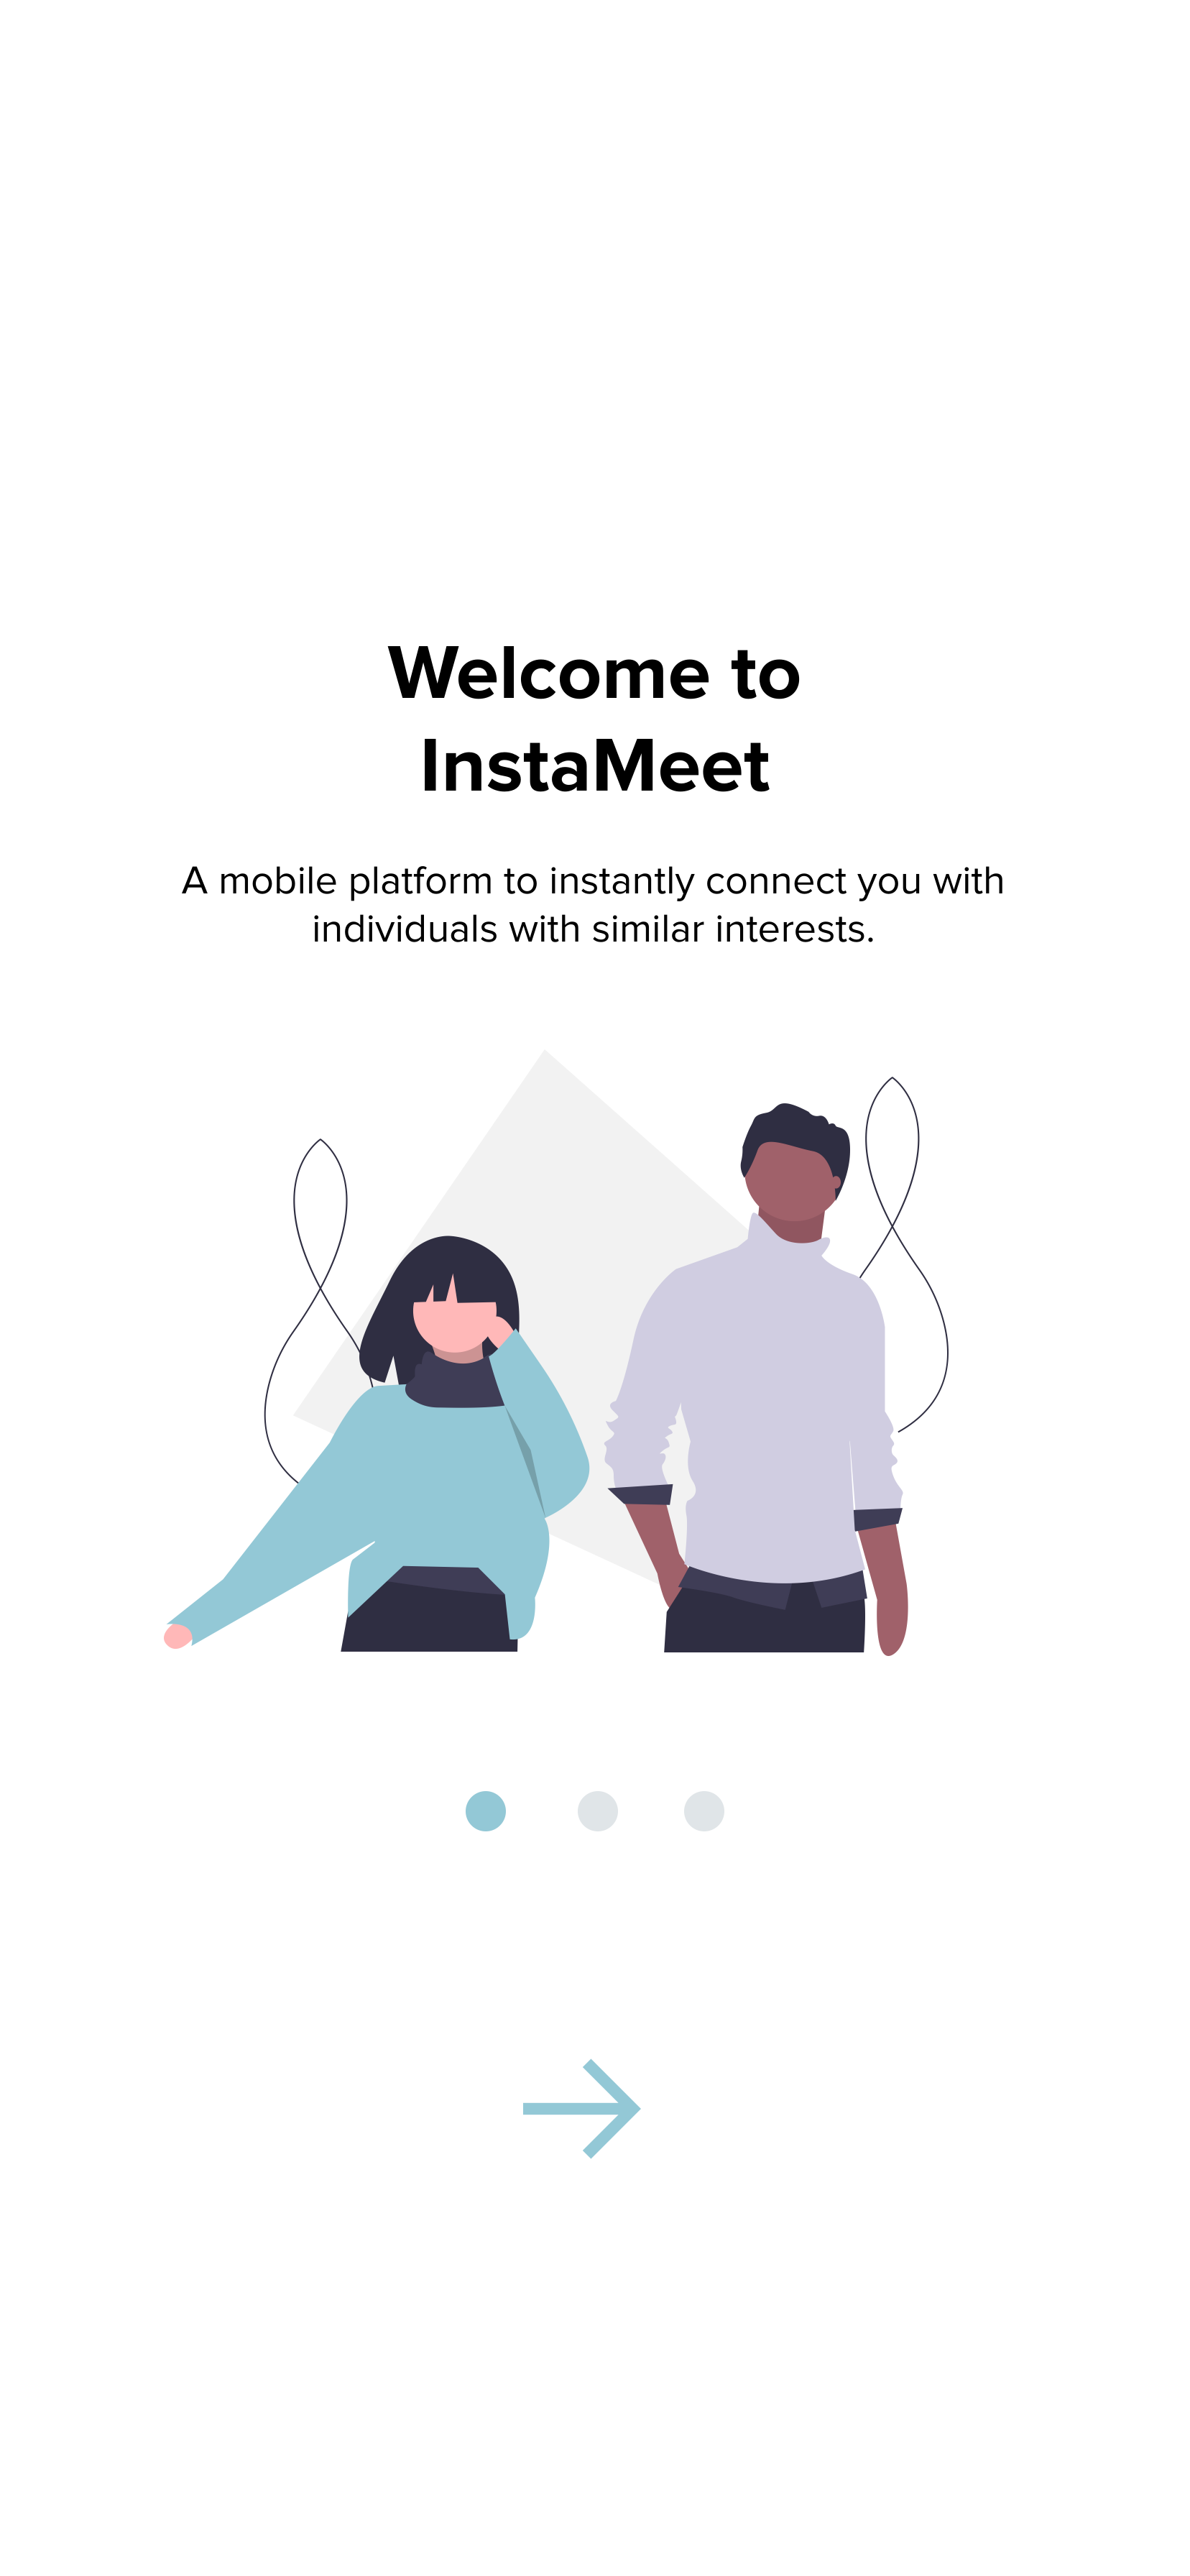 Welcome to
InstaMeet
A mobile platform to instantly connect you with
individuals with similar interests.